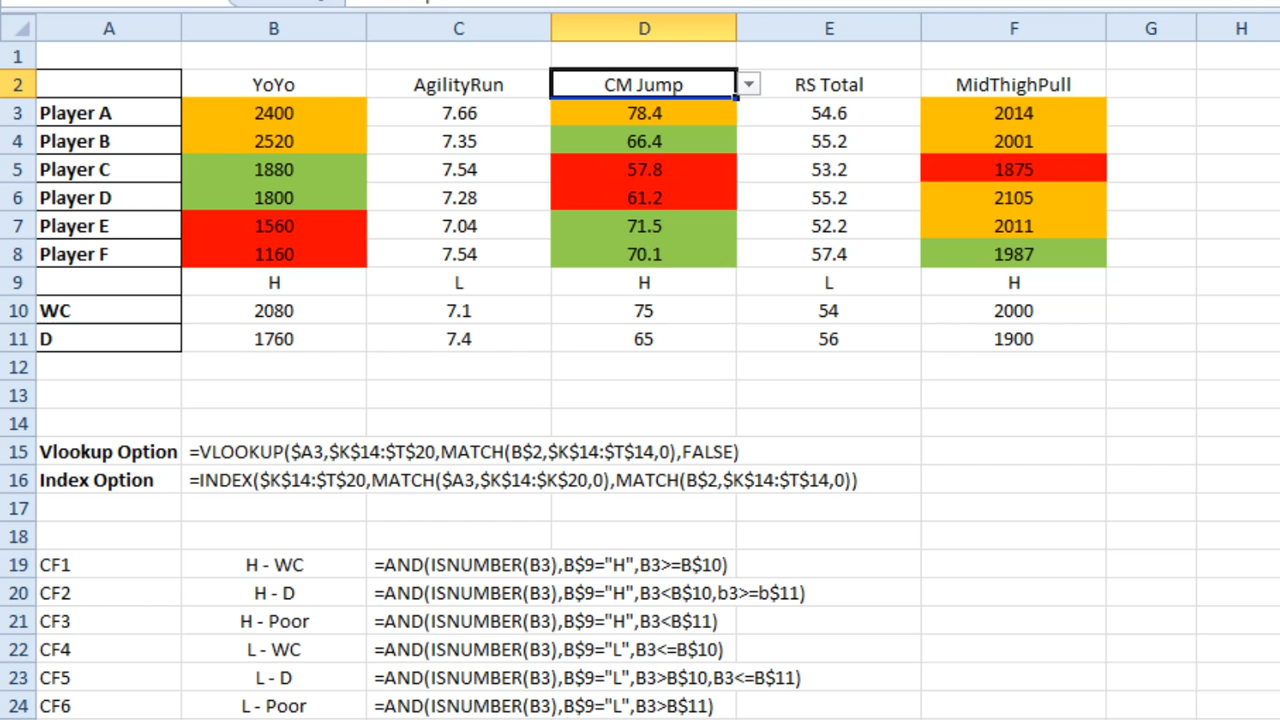 A B C D E F G H
1
2 YoYo AgilityRun CM Jump RS Total MidThighPull
3 Player A 2400 7.66 78.4 54.6 2014
4 Player B 2520 7.35 66.4 55.2 2001
5 Player C 1880 7.54 57.8 53.2 1875
6 Player D 1800 7.28 61.2 55.2 2105
7 Player E 1560 7.04 71.5 52.2 2011
8 Player F 1160 7.54 70.1 57.4 1987
9 H L H L H
10 WC 2080 7.1 75 54 2000
11 D 1760 7.4 65 56 1900
12
13
14
15 Vlookup Option =VLOOKUP($A3,$K$14:$T$20,MATCH(B$2,$K$14:$T$14,0),FALSE)
16 Index Option =INDEX($K$14:$T$20,MATCH($A3,$K$14:$K$20,0),MATCH(B$2,$K$14:$T$14,0))
17
18
19 CF1 H - WC =AND(ISNUMBER(B3),B$9="H",B3>=B$10)
20 CF2 H - D =AND(ISNUMBER(B3),B$9="H",B3<B$10,b3>=b$11)
21 CF3 H - Poor =AND(ISNUMBER(B3),B$9="H",B3<B$11)
22 CF4 L - WC =AND(ISNUMBER(B3),B$9="L",B3<=B$10)
23 CF5 L - D =AND(ISNUMBER(B3),B$9="L",B3>B$10,B3<=B$11)
24 CF6 L - Poor =AND(ISNUMBER(B3),B$9="L",B3>B$11)